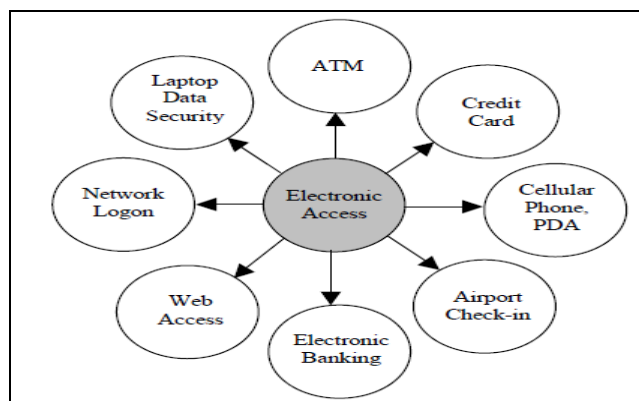 ATM
Laptop
Data
Security
Credit
Card
Network
Logon
Electronic
Access
Cellular
Phone,
PDA
Web
Access
Airport
Check-in
Electronic
Banking